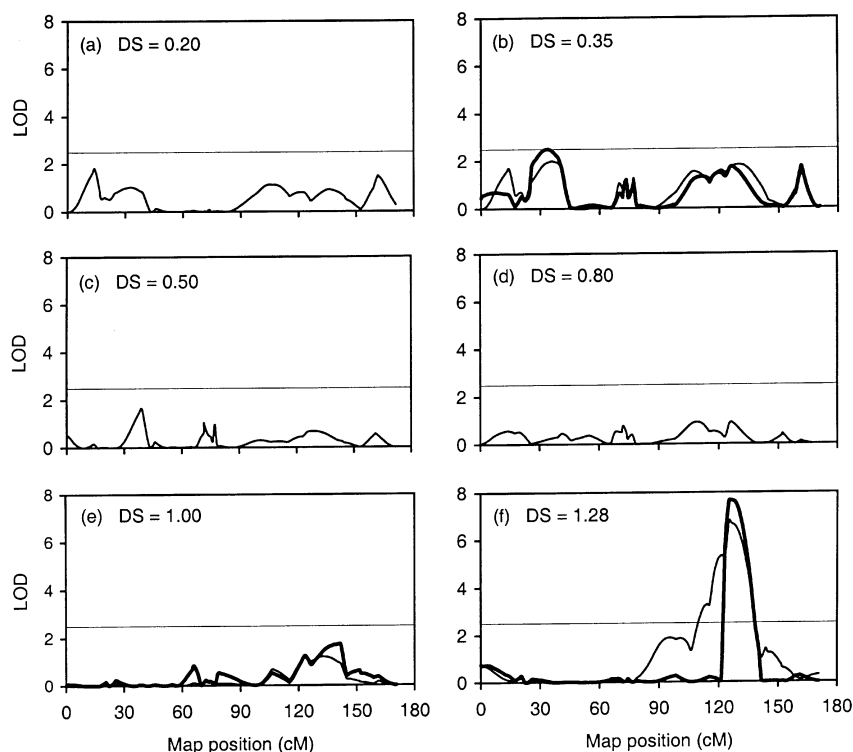 (a) DS = 0.20
8
6
4
2
0
LOD
(b) DS = 0.35
8
6
4
2
0
(c) DS = 0.50
8
6
4
2
0
LOD
(d) DS = 0.80
8
6
4
2
0
(e) DS = 1.00
8
6
4
2
0
LOD
0 30 60 90 120 150 180
Map position (cM)
(f) DS = 1.28
8
6
4
2
0
0 30 60 90 120 150 180
Map position (cM)